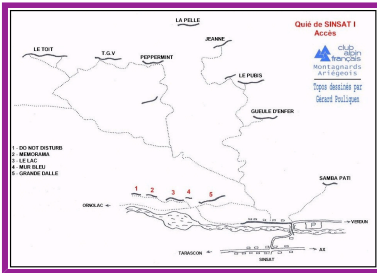 LA PELLE
Quié de SINSAT I
Accès
LE TOIT
T.G.V
PEPPERMINT
JEANNE
club
alpin
français
Montagnards
Ariégeois
LE PUBIS
Topos dessinés par
Gérard Pouliquen
GUEULE D'ENFER
1 - DO NOT DISTURB
2 - MEMORAMA
3 - LE LAC
4 - MUR BLEU
5 - GRANDE DALLE
SAMBA PATI
1 2 3 4 5
ORNOLAC
VERDUN
P
TARASCON
AX
SINSAT